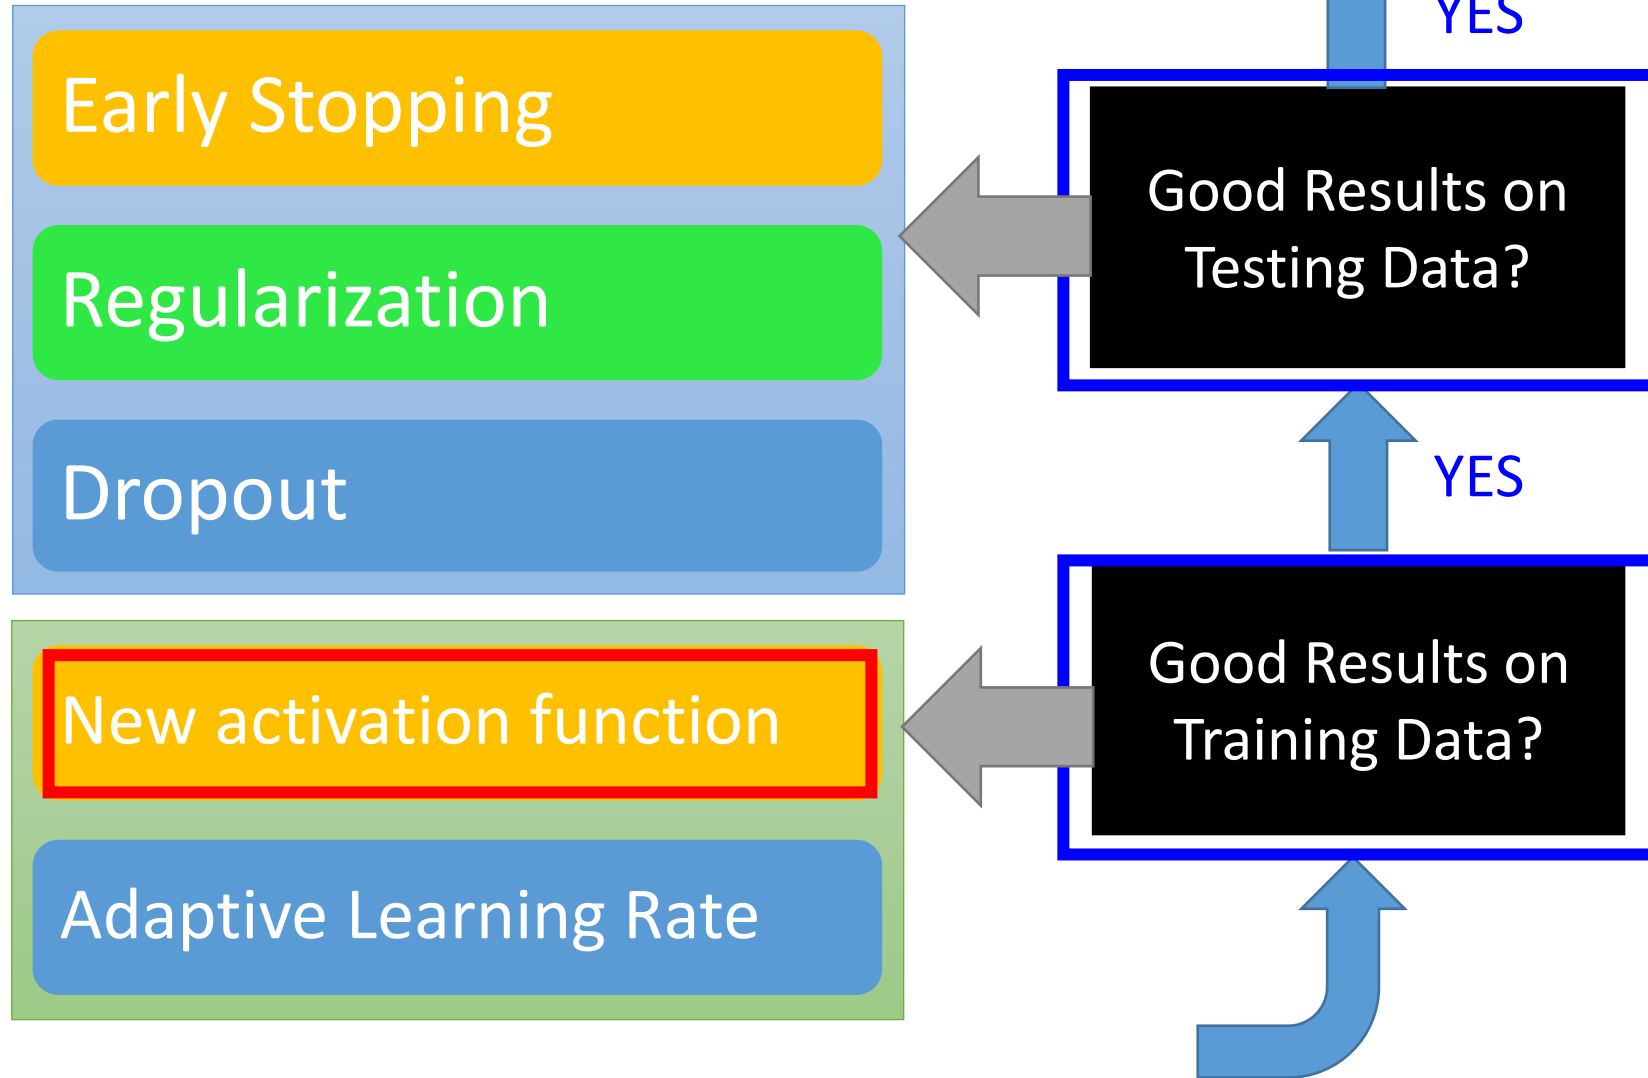 YES
Early Stopping
Good Results on
Testing Data?
Regularization
Dropout
YES
New activation function
Good Results on
Training Data?
Adaptive Learning Rate